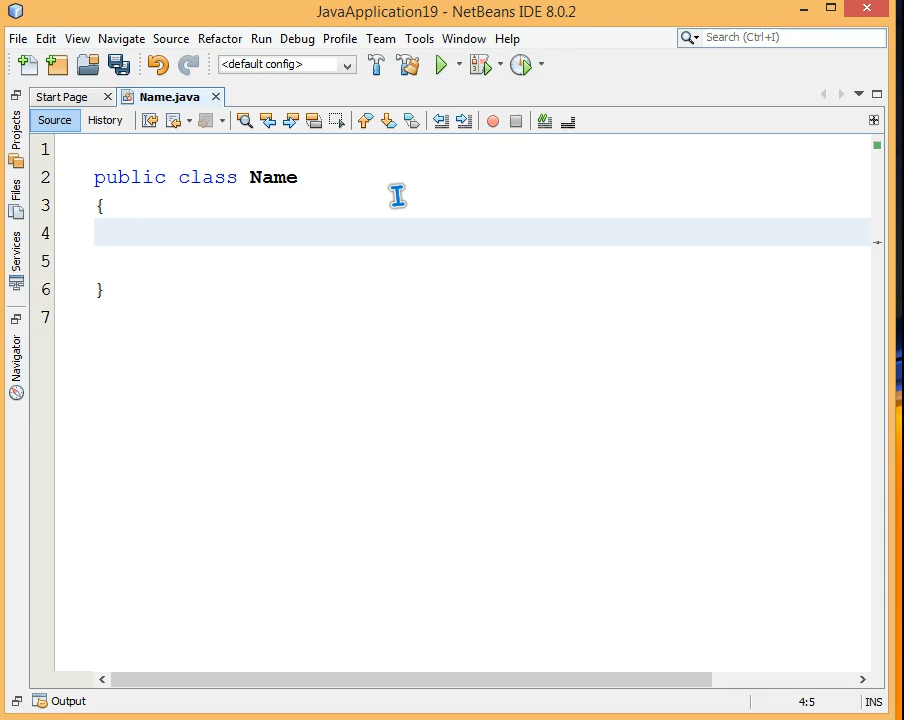 JavaApplication19 - NetBeans IDE 8.0.2
File Edit View Navigate Source Refactor Run Debug Profile Team Tools Window Help
Search (Ctrl+I)
<default config>
Start Page
Name.java
Source History
Projects
Files
Services
Navigator
1
2 public class Name
3 {
4
5
6 }
7
Output
4:5 INS